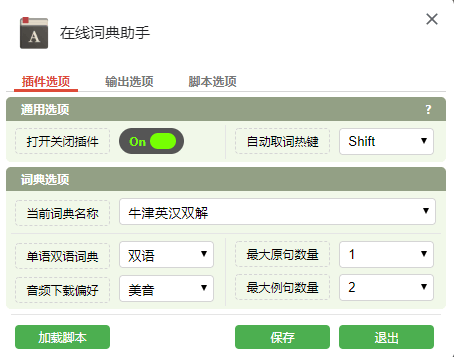 在线词典助手
插件选项 输出选项 脚本选项
通用选项 ?
打开关闭插件 On 自动取词热键 Shift
词典选项
当前词典名称 牛津英汉双解
单语双语词典 双语 最大原句数量 1
音频下载偏好 美音 最大例句数量 2
加载脚本 保存 退出